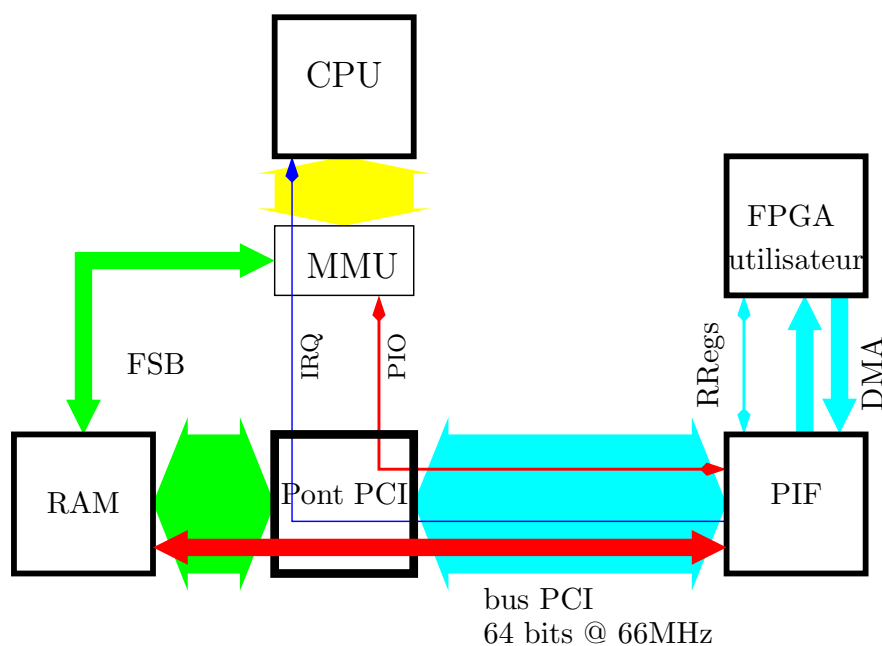 CPU
FPGA
utilisateur
MMU
IRQ
PIO
FSB
RRegs
DMA
RAM
Pont PCI
PIF
bus PCI
64 bits @ 66MHz